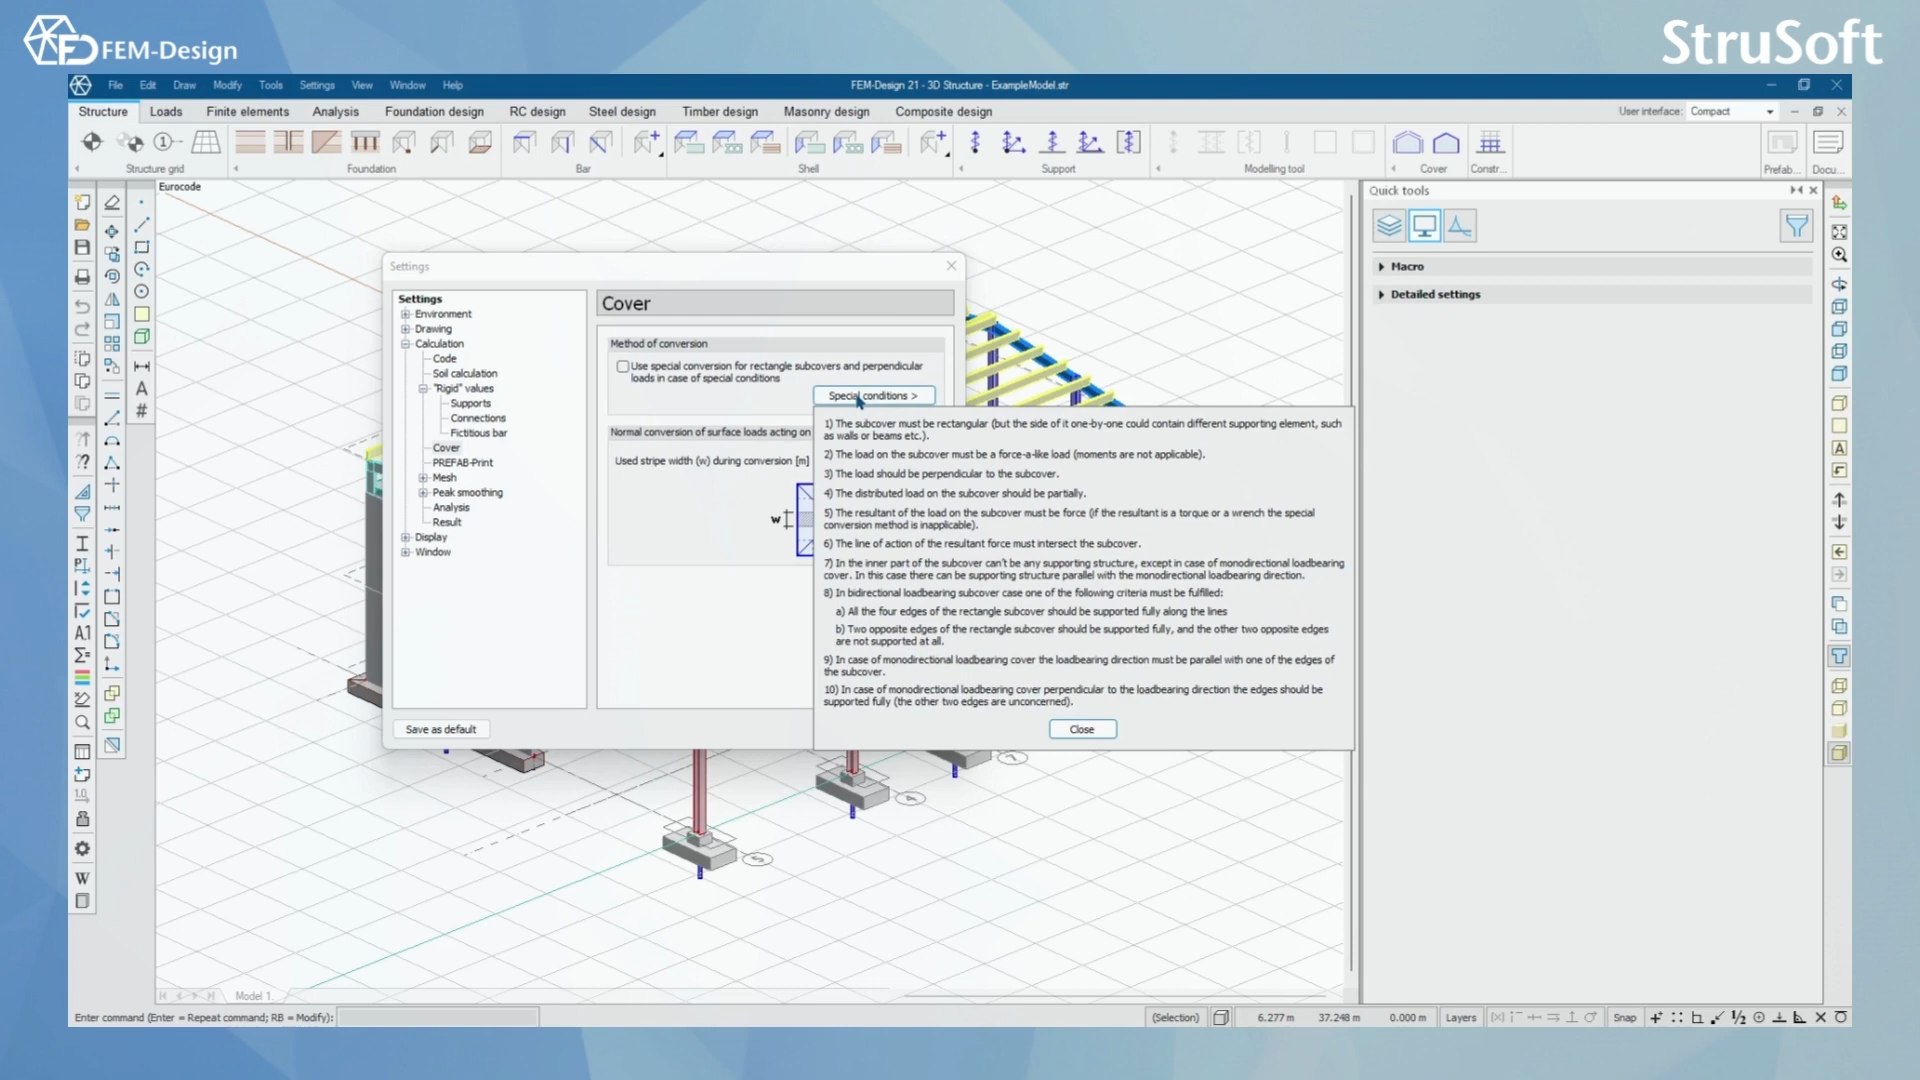 FEM-Design
StruSoft
File Edit Draw Modify Tools Settings View Window Help
FEM-Design 21 - 3D Structure - ExampleModel.str
Structure Loads Finite elements Analysis Foundation design RC design Steel design Timber design Masonry design Composite design
User interface: Compact
Structure grid Foundation Bar Shell Support Modelling tool Cover Constr... Prefab... Docu...
Eurocode
Quick tools
Macro
Detailed settings
Settings
Settings
Environment
Drawing
Calculation
Code
Soil calculation
"Rigid" values
Supports
Connections
Fictitious bar
Cover
PREFAB-Print
Mesh
Peak smoothing
Analysis
Result
Display
Window
Save as default
Cover
Method of conversion
Use special conversion for rectangle subcovers and perpendicular
loads in case of special conditions
Special conditions >
Normal conversion of surface loads acting on
Used stripe width (w) during conversion [m]
w
1) The subcover must be rectangular (but the side of it one-by-one could contain different supporting element, such
as walls or beams etc.).
2) The load on the subcover must be a force-a-like load (moments are not applicable).
3) The load should be perpendicular to the subcover.
4) The distributed load on the subcover should be partially.
5) The resultant of the load on the subcover must be force (if the resultant is a torque or a wrench the special
conversion method is inapplicable).
6) The line of action of the resultant force must intersect the subcover.
7) In the inner part of the subcover can't be any supporting structure, except in case of monodirectional loadbearing
cover. In this case there can be supporting structure parallel with the monodirectional loadbearing direction.
8) In bidirectional loadbearing subcover case one of the following criteria must be fulfilled:
a) All the four edges of the rectangle subcover should be supported fully along the lines
b) Two opposite edges of the rectangle subcover should be supported fully, and the other two opposite edges
are not supported at all.
9) In case of monodirectional loadbearing cover the loadbearing direction must be parallel with one of the edges of
the subcover.
10) In case of monodirectional loadbearing cover perpendicular to the loadbearing direction the edges should be
supported fully (the other two edges are unconcerned).
Close
7
4
5
Model 1
Enter command (Enter = Repeat command; RB = Modify):
(Selection) 6.277 m 37.248 m 0.000 m Layers Snap 1/2